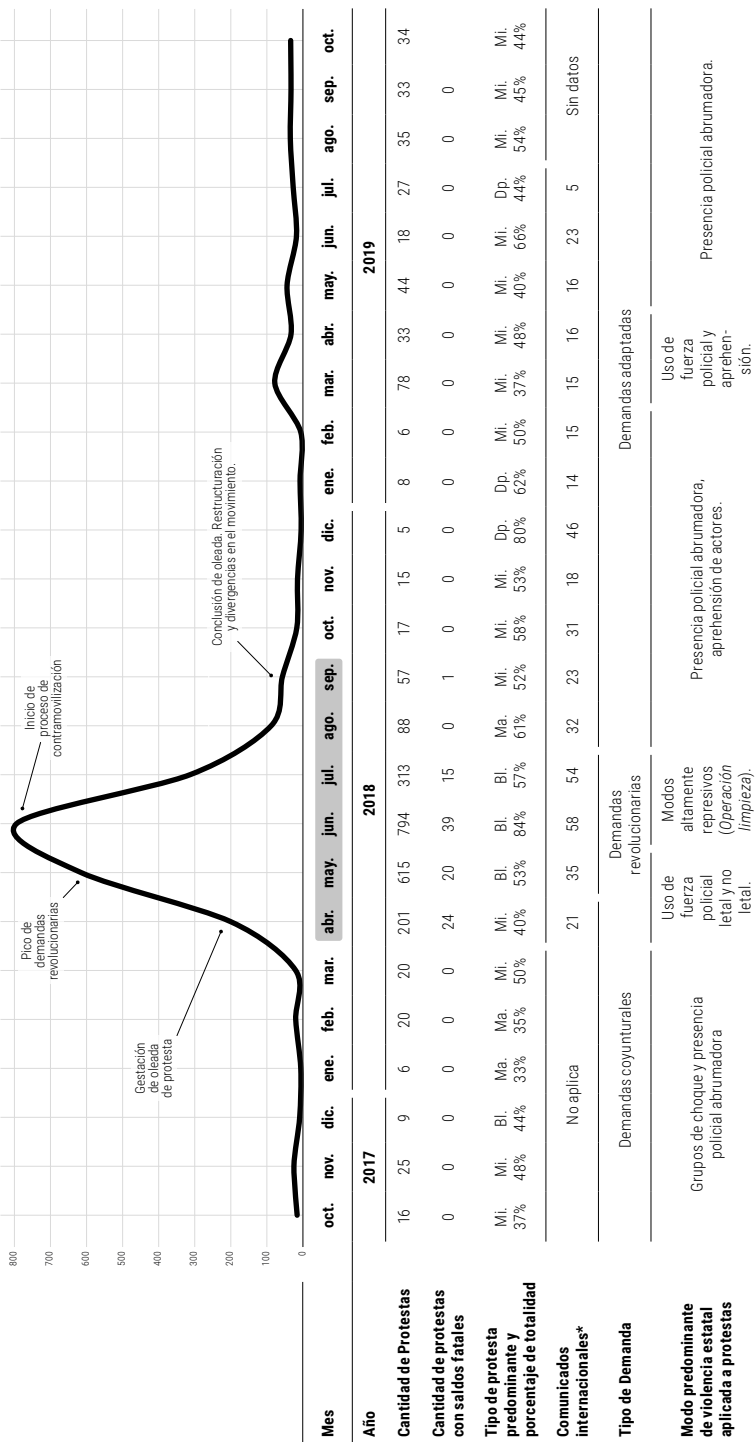 800
700
600
500
400
300
200
100
0
Gestación
de oleada
de protesta
Pico de
demandas
revolucionarias
Inicio de
proceso de
contramovilización
Conclusión de oleada. Restructuración
y divergencias en el movimiento.
Mes oct. nov. dic. ene. feb. mar. abr. may. jun. jul. ago. sep. oct. nov. dic. ene. feb. mar. abr. may. jun. jul. ago. sep. oct.
Año 2017 2018 2019
Cantidad de Protestas 16 25 9 6 20 20 201 615 794 313 88 57 17 15 5 8 6 78 33 44 18 27 35 33 34
Cantidad de protestas
con saldos fatales 0 0 0 0 0 0 24 20 39 15 0 1 0 0 0 0 0 0 0 0 0 0 0 0
Tipo de protesta
predominante y
porcentaje de totalidad
Mi. Mi. Bl. Ma. Ma. Mi. Mi. Bl. Bl. Bl. Ma. Mi. Mi. Mi. Dp. Dp. Mi. Mi. Mi. Mi. Mi. Dp. Mi. Mi. Mi.
37% 48% 44% 33% 35% 50% 40% 53% 84% 57% 61% 52% 58% 53% 80% 62% 50% 37% 48% 40% 66% 44% 54% 45% 44%
Comunicados
internacionales*
No aplica 21 35 58 54 32 23 31 18 46 14 15 15 16 16 23 5 Sin datos
Tipo de Demanda
Demandas coyunturales
Demandas
revolucionarias
Demandas adaptadas
Modo predominante
de violencia estatal
aplicada a protestas
Grupos de choque y presencia
policial abrumadora
Uso de
fuerza
policial
letal y no
letal.
Modos
altamente
represivos
(Operación
limpieza).
Presencia policial abrumadora,
aprehensión de actores.
Uso de
fuerza
policial y
aprehen-
sión.
Presencia policial abrumadora.